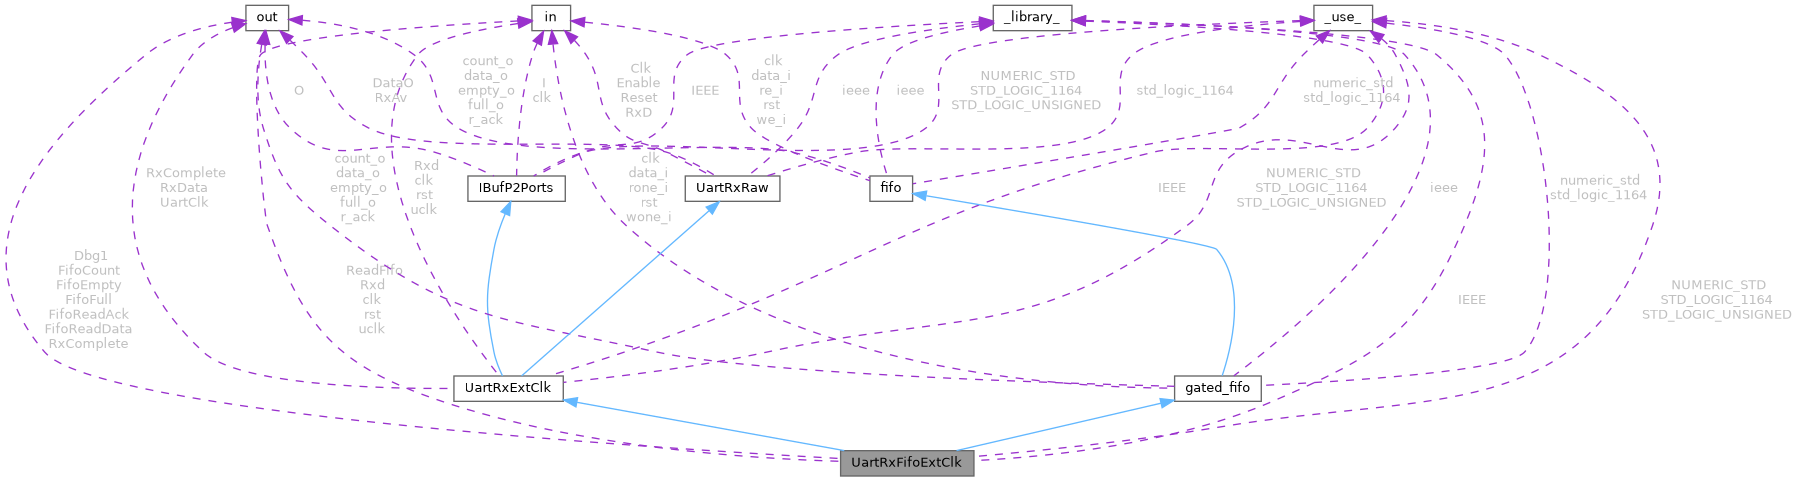 out
in
_library_
_use_
O
DataO
RxAv
count_o
data_o
empty_o
full_o
r_ack
I
clk
Clk
Enable
Reset
RxD
IEEE
clk
data_i
re_i
rst
we_i
ieee
ieee
NUMERIC_STD
STD_LOGIC_1164
STD_LOGIC_UNSIGNED
std_logic_1164
numeric_std
std_logic_1164
RxComplete
RxData
UartClk
count_o
data_o
empty_o
full_o
r_ack
Rxd
clk
rst
uclk
IBufP2Ports
clk
data_i
rone_i
rst
wone_i
UartRxRaw
fifo
IEEE
NUMERIC_STD
STD_LOGIC_1164
STD_LOGIC_UNSIGNED
ieee
numeric_std
std_logic_1164
Dbg1
FifoCount
FifoEmpty
FifoFull
FifoReadAck
FifoReadData
RxComplete
ReadFifo
Rxd
clk
rst
uclk
IEEE
NUMERIC_STD
STD_LOGIC_1164
STD_LOGIC_UNSIGNED
UartRxExtClk
gated_fifo
UartRxFifoExtClk